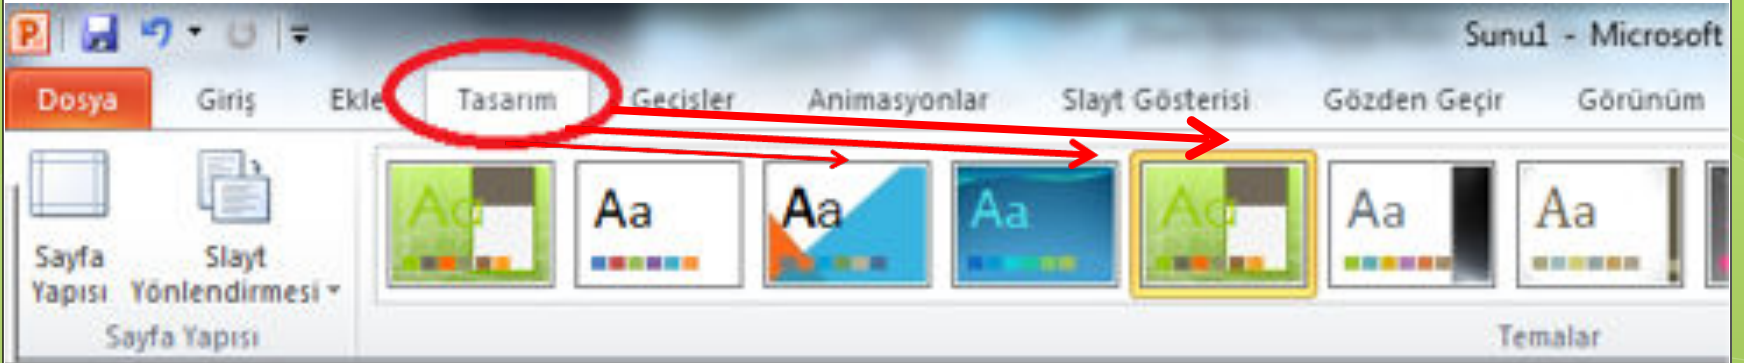 Sunu1 - Microsoft
Dosya Giriş Ekle Tasarım Geçişler Animasyonlar Slayt Gösterisi Gözden Geçir Görünüm
Aa Aa Aa Aa Aa Aa Aa
Sayfa Yapısı
Slayt Yönlendirmesi
Sayfa Yapısı
Temalar